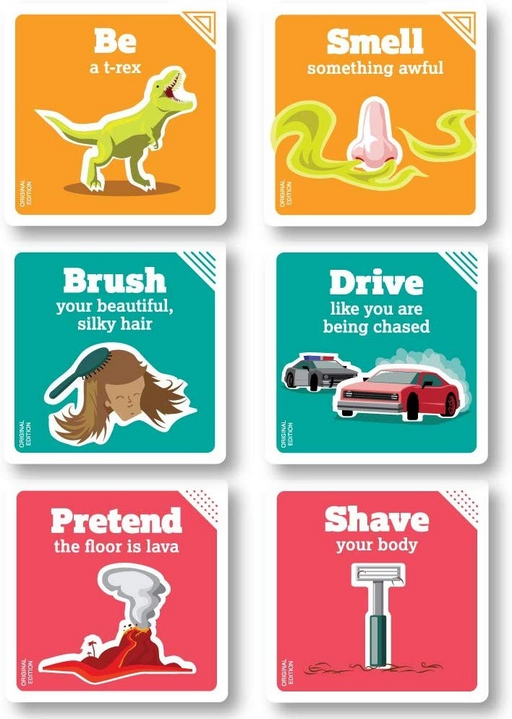 Be
a t-rex
ORIGINAL
EDITION
Smell
something awful
ORIGINAL
EDITION
Brush
your beautiful,
silky hair
ORIGINAL
EDITION
Drive
like you are
being chased
ORIGINAL
EDITION
Pretend
the floor is lava
ORIGINAL
EDITION
Shave
your body
ORIGINAL
EDITION